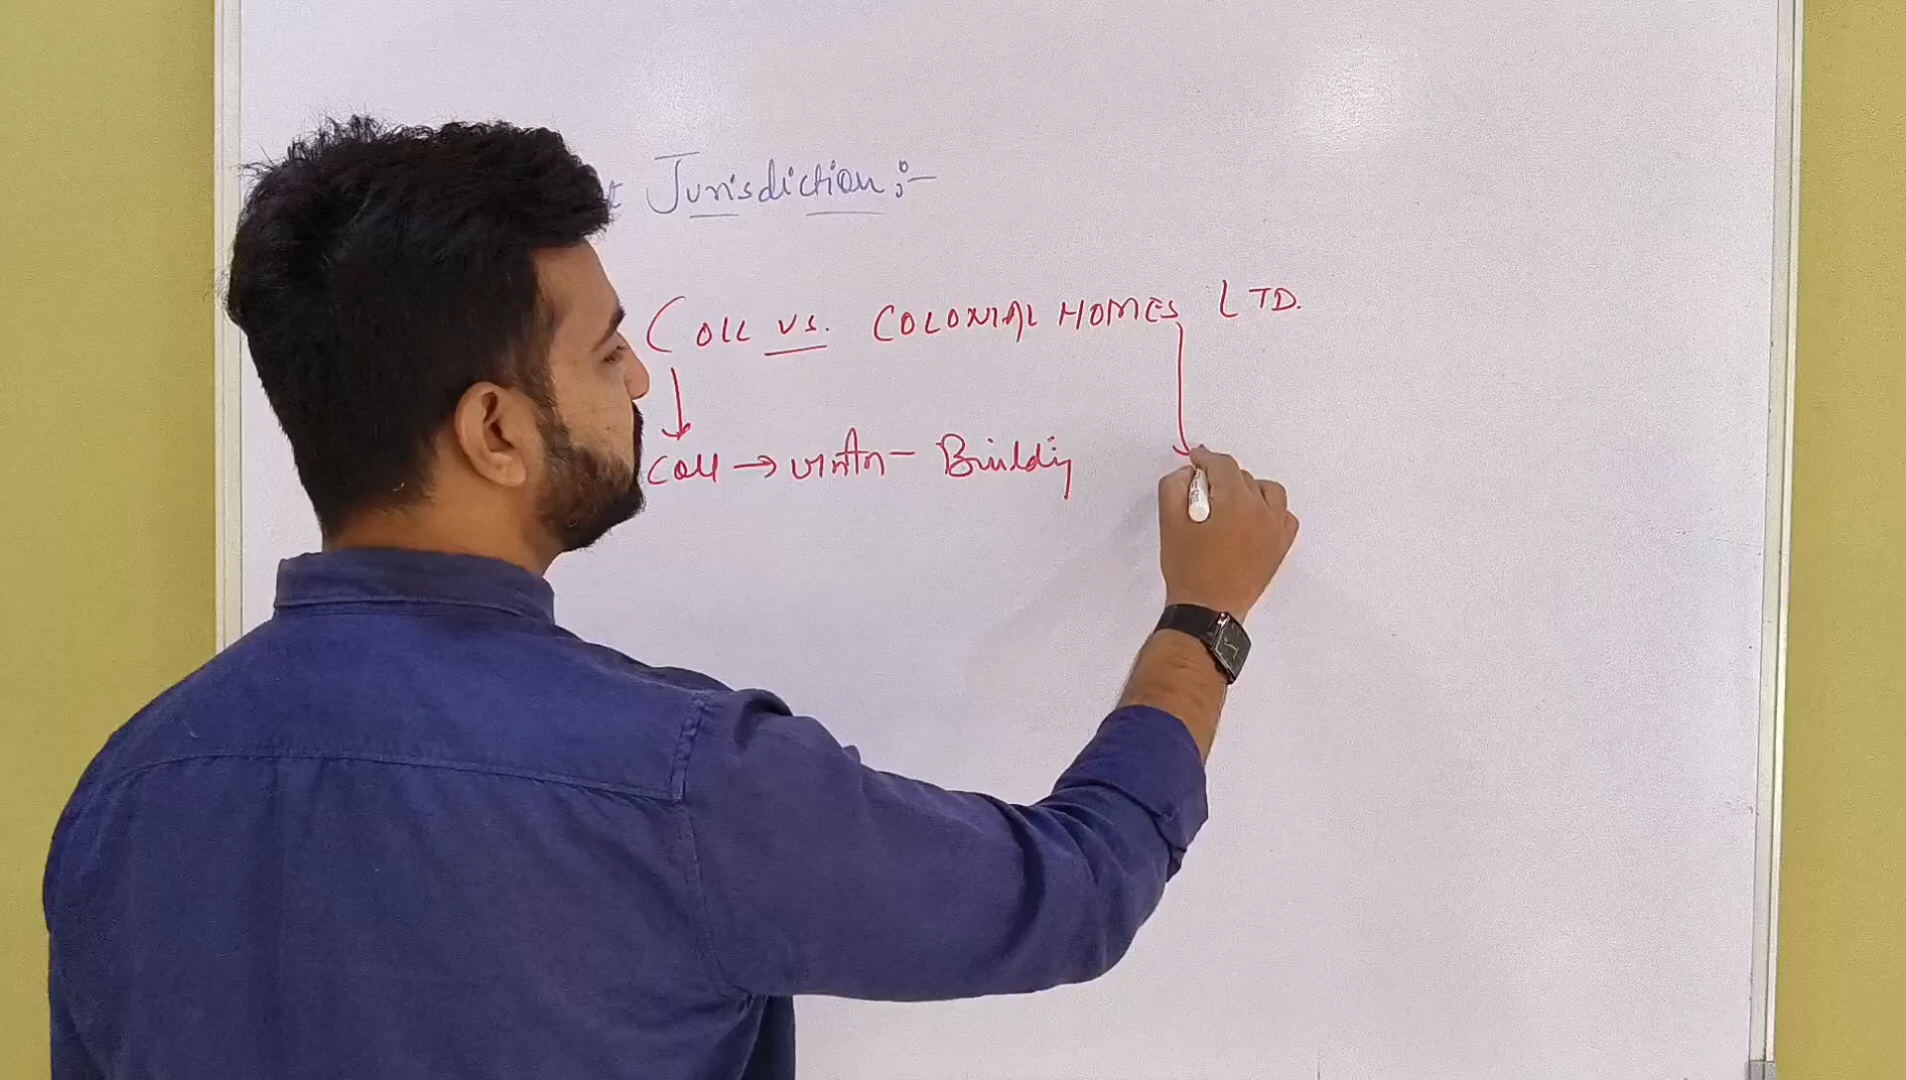 t Jurisdiction :-
Coll vs. COLONIAL HOMES LTD.
Coll → - Building